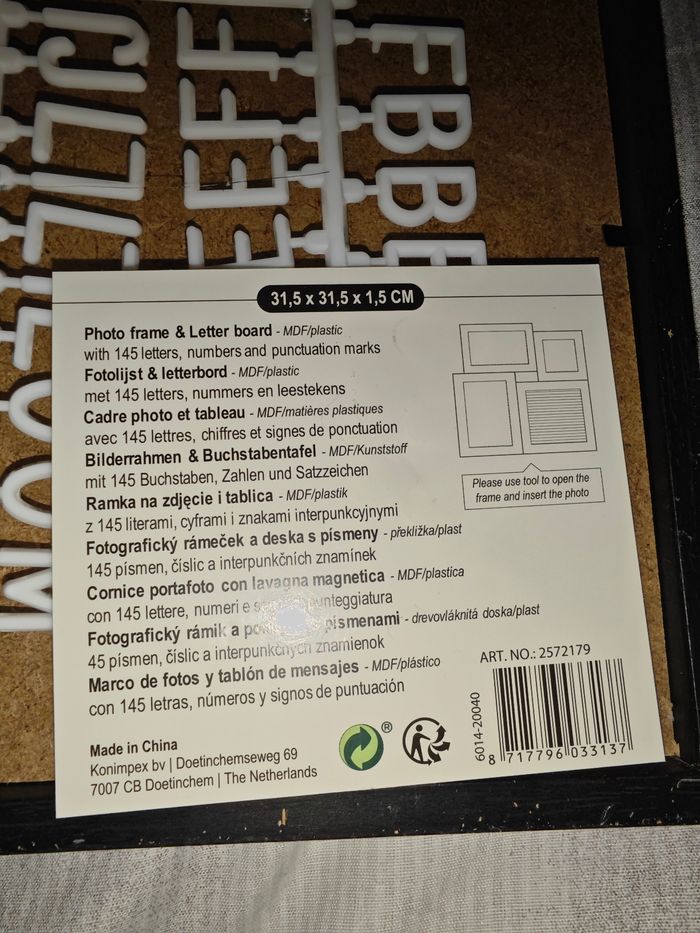 31,5 x 31,5 x 1,5 CM
Photo frame & Letter board - MDF/plastic
with 145 letters, numbers and punctuation marks
Fotolijst & letterbord - MDF/plastic
met 145 letters, nummers en leestekens
Cadre photo et tableau - MDF/matières plastiques
avec 145 lettres, chiffres et signes de ponctuation
Bilderrahmen & Buchstabentafel - MDF/Kunststoff
mit 145 Buchstaben, Zahlen und Satzzeichen
Ramka na zdjęcie i tablica - MDF/plastik
z 145 literami, cyframi i znakami interpunkcyjnymi
Fotografický rámeček a deska s písmeny - překližka/plast
145 písmen, číslic a interpunkčních znamínek
Cornice portafoto con lavagna magnetica - MDF/plastica
con 145 lettere, numeri e punteggiatura
Fotografický rámik a písmenami - drevovláknitá doska/plast
45 písmen, číslic a interpunkčných znamienok
Marco de fotos y tablón de mensajes - MDF/plástico
con 145 letras, números y signos de puntuación
Please use tool to open the
frame and insert the photo
Made in China
Konimpex bv | Doetinchemseweg 69
7007 CB Doetinchem | The Netherlands
®
ART. NO.: 2572179
6014-20040
8 717796 033137
F
B
B
E